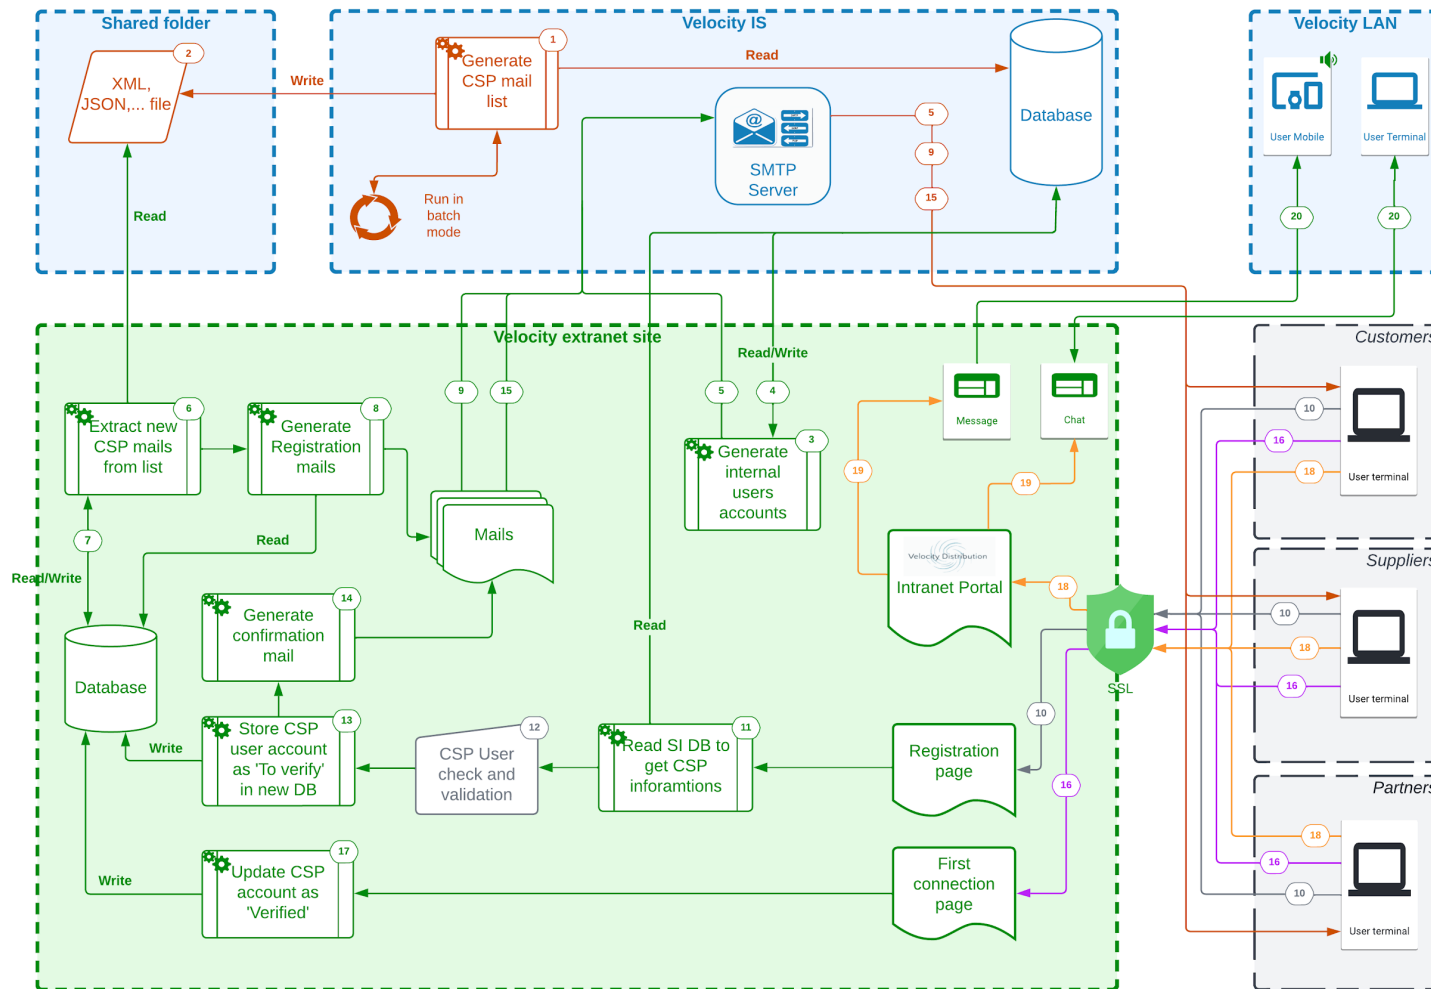 Shared folder
Velocity IS
Velocity LAN
2
XML,
JSON,... file
Write
1
Generate
CSP mail
list
Read
Database
@
SMTP
Server
5
9
15
User Mobile
User Terminal
Run in
batch
mode
Read
20
20
Velocity extranet site
Customers
Read/Write
9
15
5
4
Message
Chat
10
16
18
User terminal
6
Extract new
CSP mails
from list
8
Generate
Registration
mails
3
Generate
internal
users
accounts
19
19
Mails
7
Read
Read/Write
Velocity Distribution
Intranet Portal
18
SSL
Suppliers
10
18
16
User terminal
14
Generate
confirmation
mail
Read
Database
13
Store CSP
user account
as 'To verify'
in new DB
Write
12
CSP User
check and
validation
11
Read SI DB to
get CSP
inforamtions
10
Registration
page
16
Partners
18
16
10
User terminal
17
Update CSP
account as
'Verified'
Write
First
connection
page